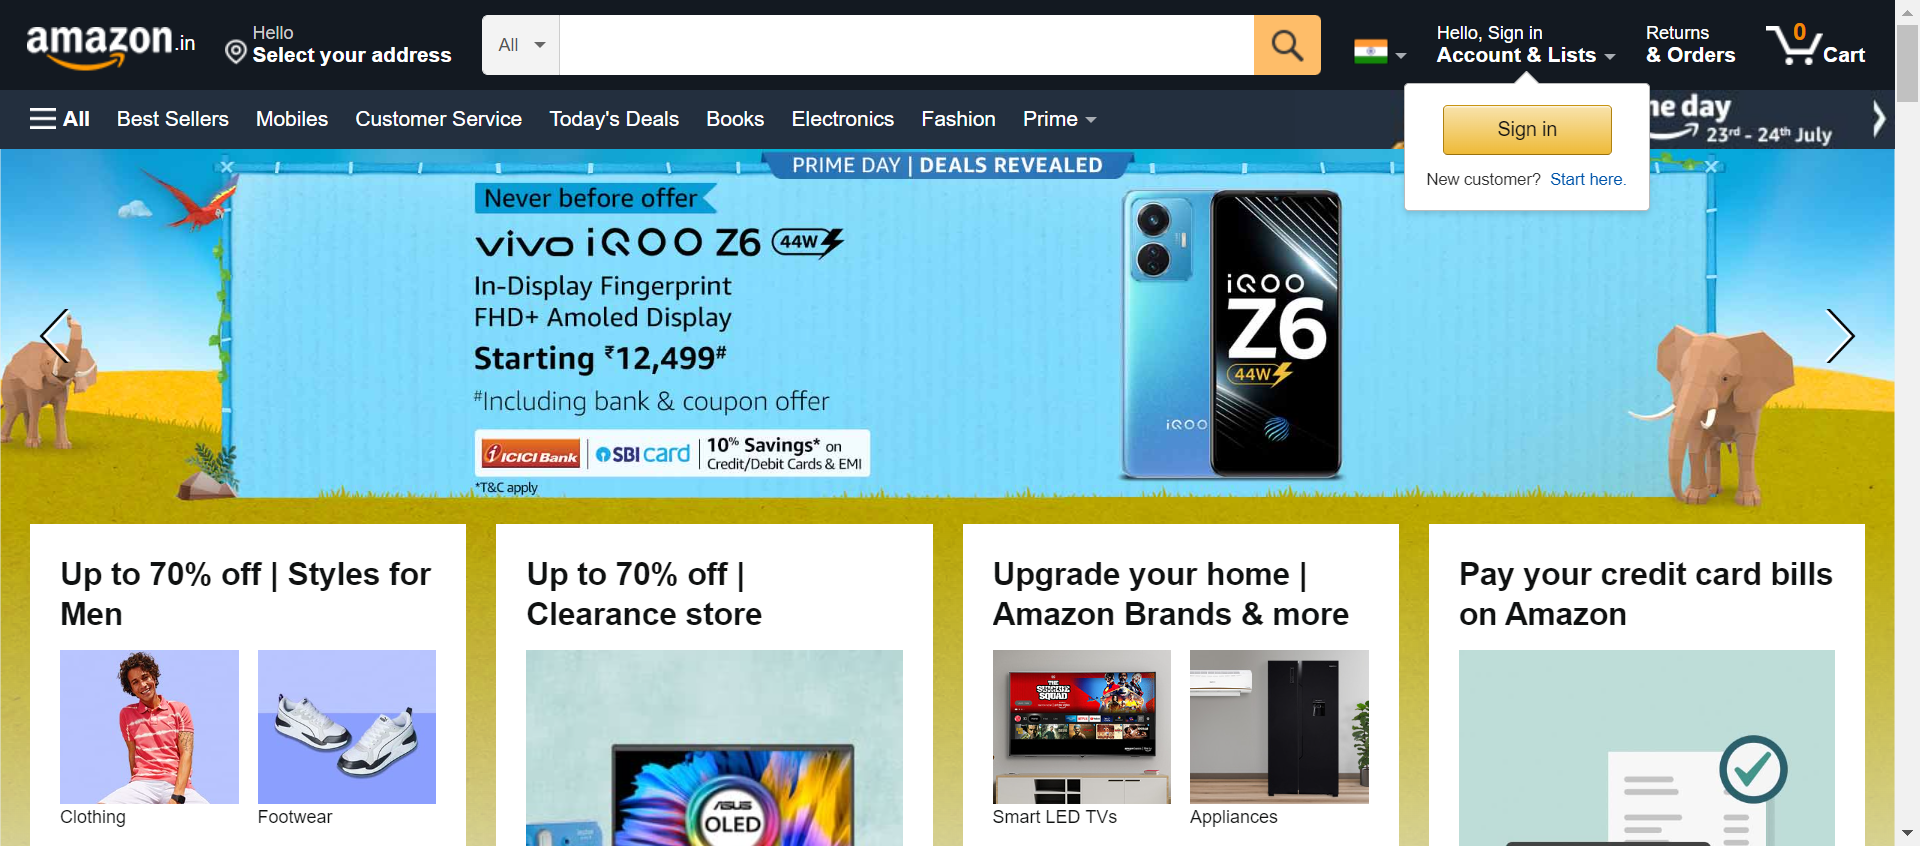 amazon.in
Hello
Select your address
All
Hello, Sign in
Account & Lists
Returns
& Orders
0
Cart
All
Best Sellers
Mobiles
Customer Service
Today's Deals
Books
Electronics
Fashion
Prime
ne day
23rd - 24th July
Sign in
New customer? Start here.
PRIME DAY | DEALS REVEALED
Never before offer
vivo iQOO Z6 44W
In-Display Fingerprint
FHD+ Amoled Display
Starting ₹12,499#
#Including bank & coupon offer
ICICI Bank
SBI card
10% Savings* on
Credit/Debit Cards & EMI
*T&C apply
iQOO
iQOO
Z6
44W
Up to 70% off | Styles for
Men
Clothing
Footwear
Up to 70% off |
Clearance store
ASUS
OLED
Upgrade your home |
Amazon Brands & more
THE
SUICIDE
SQUAD
Smart LED TVs
Appliances
Pay your credit card bills
on Amazon